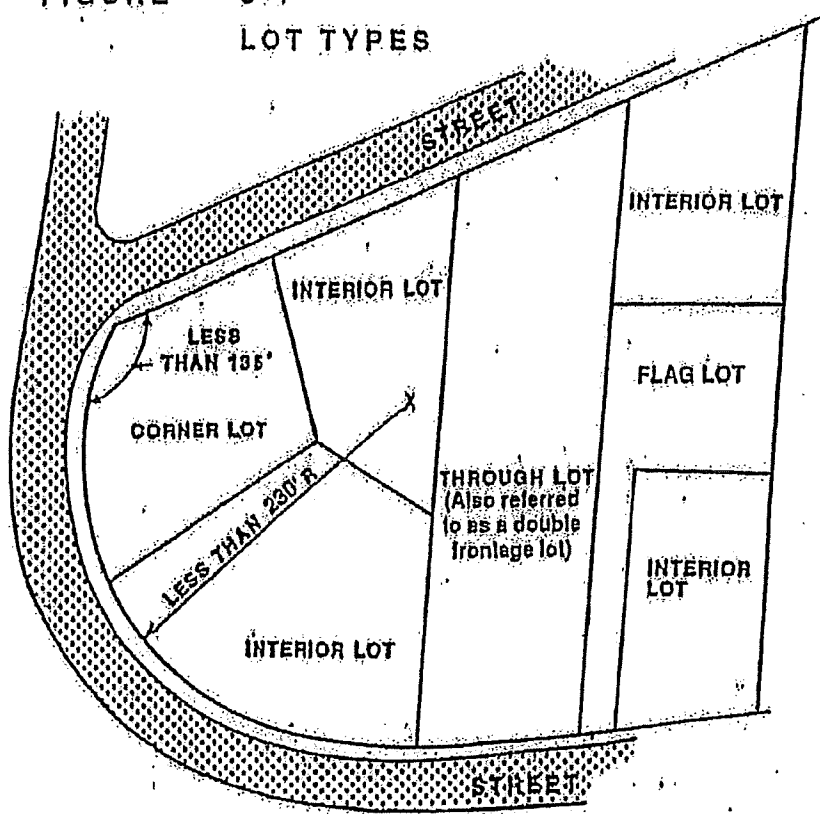 LOT TYPES
STREET
INTERIOR LOT
INTERIOR LOT
LESS
THAN 135°
CORNER LOT
FLAG LOT
THROUGH LOT
(Also referred
to as a double
frontage lot)
LESS THAN 230' R
X
INTERIOR
LOT
INTERIOR LOT
STREET